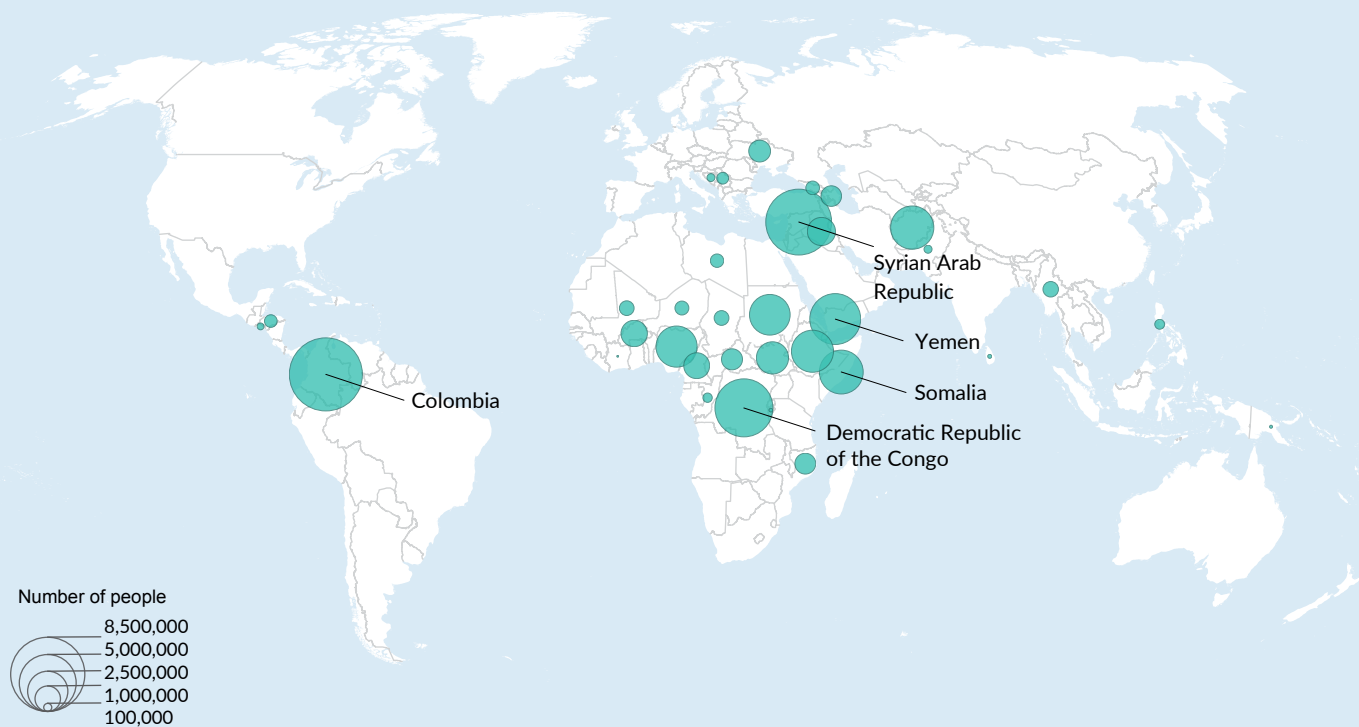 Syrian Arab
Republic
Yemen
Somalia
Colombia
Democratic Republic
of the Congo
Number of people
8,500,000
5,000,000
2,500,000
1,000,000
100,000